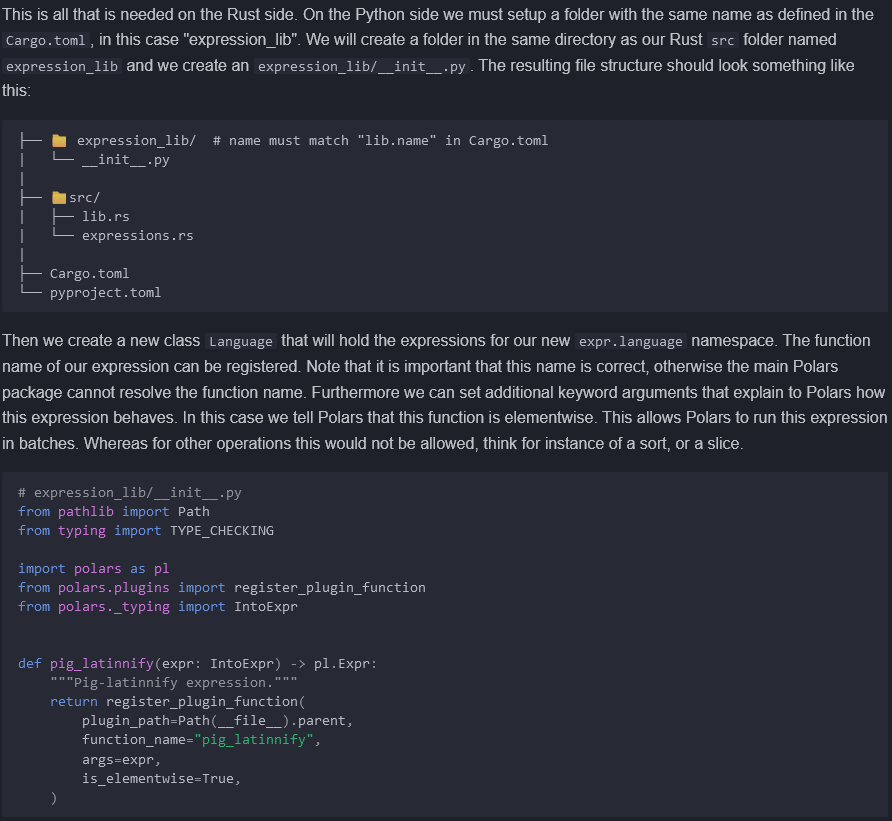 This is all that is needed on the Rust side. On the Python side we must setup a folder with the same name as defined in the
Cargo.toml, in this case "expression_lib". We will create a folder in the same directory as our Rust src folder named
expression_lib and we create an expression_lib/__init__.py. The resulting file structure should look something like
this:
├── 📁 expression_lib/  # name must match "lib.name" in Cargo.toml
|   └── __init__.py
|
├── 📁src/
|   ├── lib.rs
|   └── expressions.rs
|
├── Cargo.toml
└── pyproject.toml
Then we create a new class Language that will hold the expressions for our new expr.language namespace. The function
name of our expression can be registered. Note that it is important that this name is correct, otherwise the main Polars
package cannot resolve the function name. Furthermore we can set additional keyword arguments that explain to Polars how
this expression behaves. In this case we tell Polars that this function is elementwise. This allows Polars to run this expression
in batches. Whereas for other operations this would not be allowed, think for instance of a sort, or a slice.
# expression_lib/__init__.py
from pathlib import Path
from typing import TYPE_CHECKING

import polars as pl
from polars.plugins import register_plugin_function
from polars._typing import IntoExpr


def pig_latinnify(expr: IntoExpr) -> pl.Expr:
    """Pig-latinnify expression."""
    return register_plugin_function(
        plugin_path=Path(__file__).parent,
        function_name="pig_latinnify",
        args=expr,
        is_elementwise=True,
    )